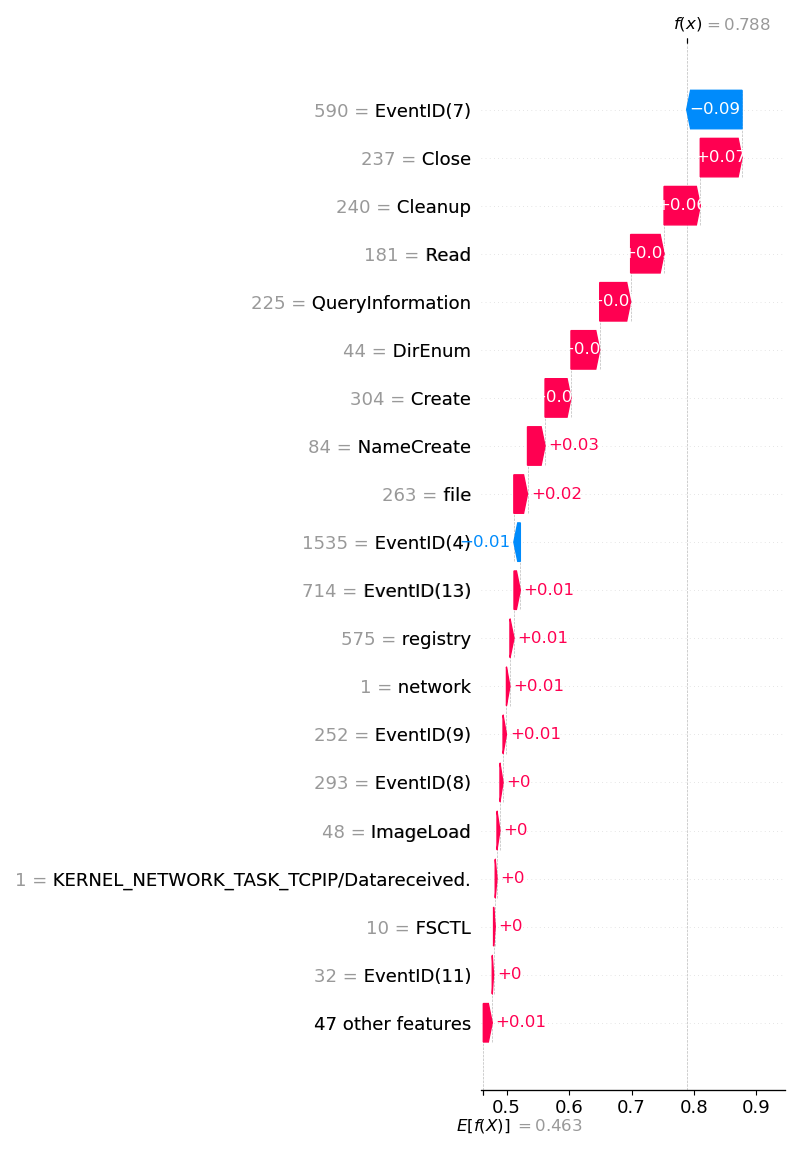 f(x) = 0.788
590 = EventID(7) −0.09
237 = Close +0.07
240 = Cleanup +0.06
181 = Read
225 = QueryInformation
44 = DirEnum
304 = Create
84 = NameCreate +0.03
263 = file +0.02
1535 = EventID(4) −0.01
714 = EventID(13) +0.01
575 = registry +0.01
1 = network +0.01
252 = EventID(9) +0.01
293 = EventID(8) +0
48 = ImageLoad +0
1 = KERNEL_NETWORK_TASK_TCPIP/Datareceived. +0
10 = FSCTL +0
32 = EventID(11) +0
47 other features +0.01
0.5 0.6 0.7 0.8 0.9
E[f(X)] = 0.463